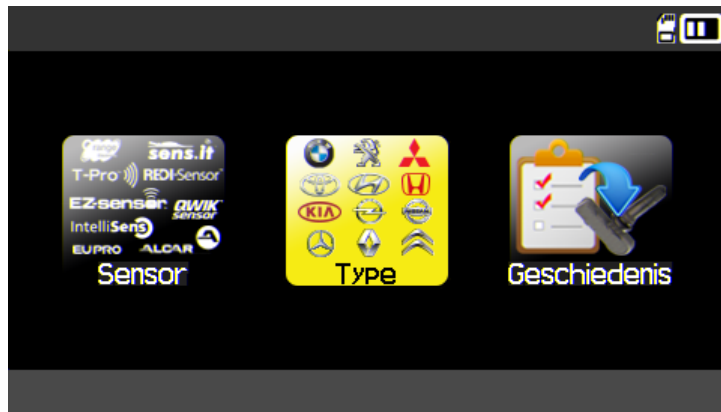 sens.it
T-Pro REDI-Sensor
EZ-sensor QWIK sensor
IntelliSens
EUPRO ALCAR
KIA
Sensor
Type
Geschiedenis